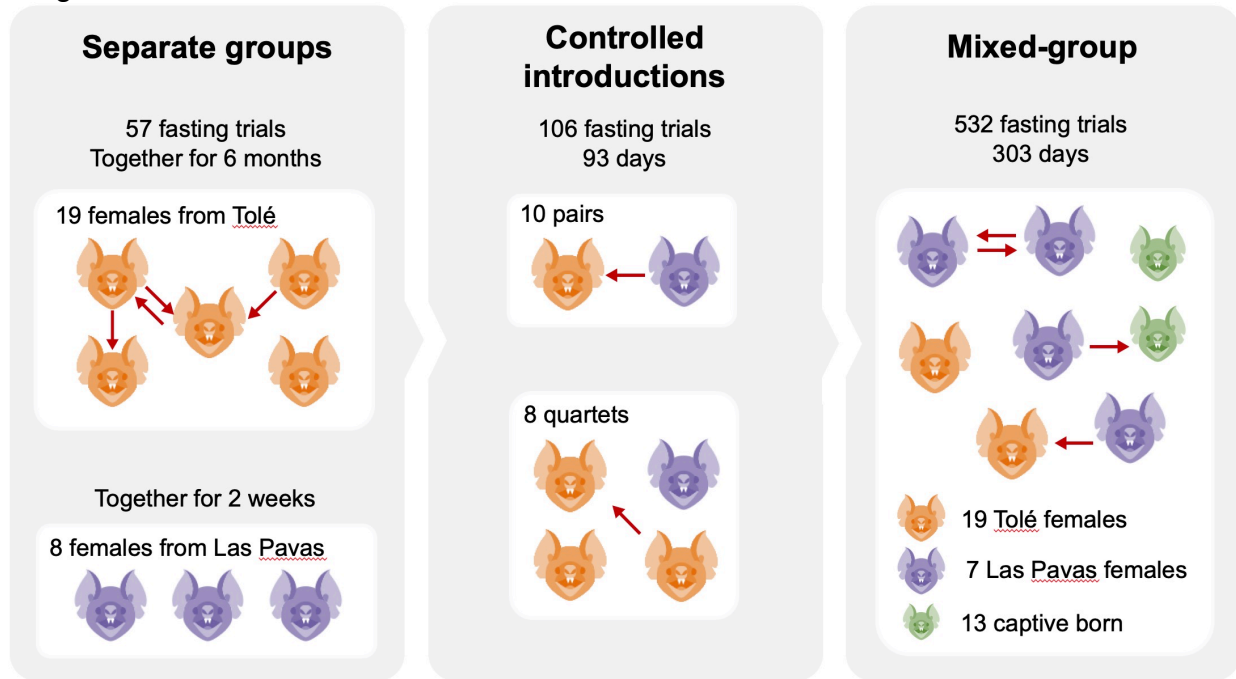 Separate groups
57 fasting trials
Together for 6 months
19 females from Tolé
Together for 2 weeks
8 females from Las Pavas
Controlled
introductions
106 fasting trials
93 days
10 pairs
8 quartets
Mixed-group
532 fasting trials
303 days
19 Tolé females
7 Las Pavas females
13 captive born